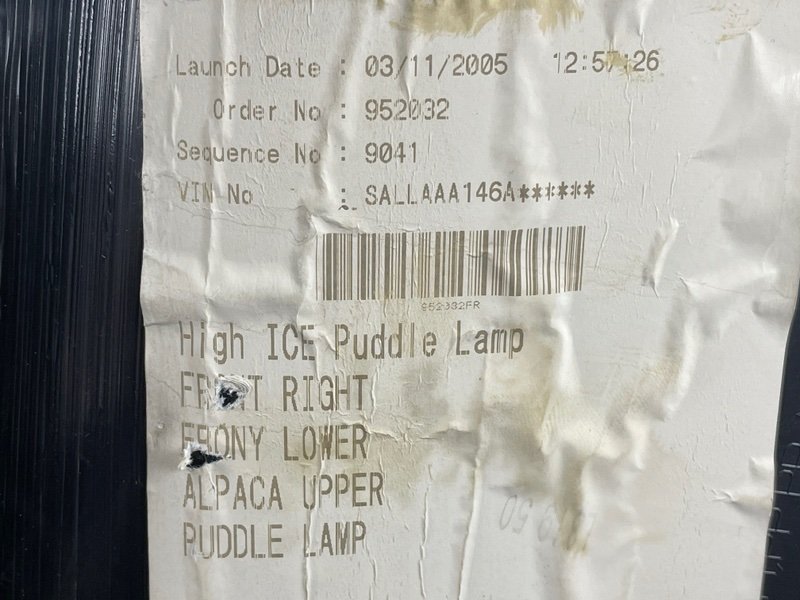 Launch Date : 03/11/2005 12:57:26
Order No : 952032
Sequence No : 9041
VIN No : SALLAAA146A******
952032FR
High ICE Puddle Lamp
FRONT RIGHT
EBONY LOWER
ALPACA UPPER
PUDDLE LAMP